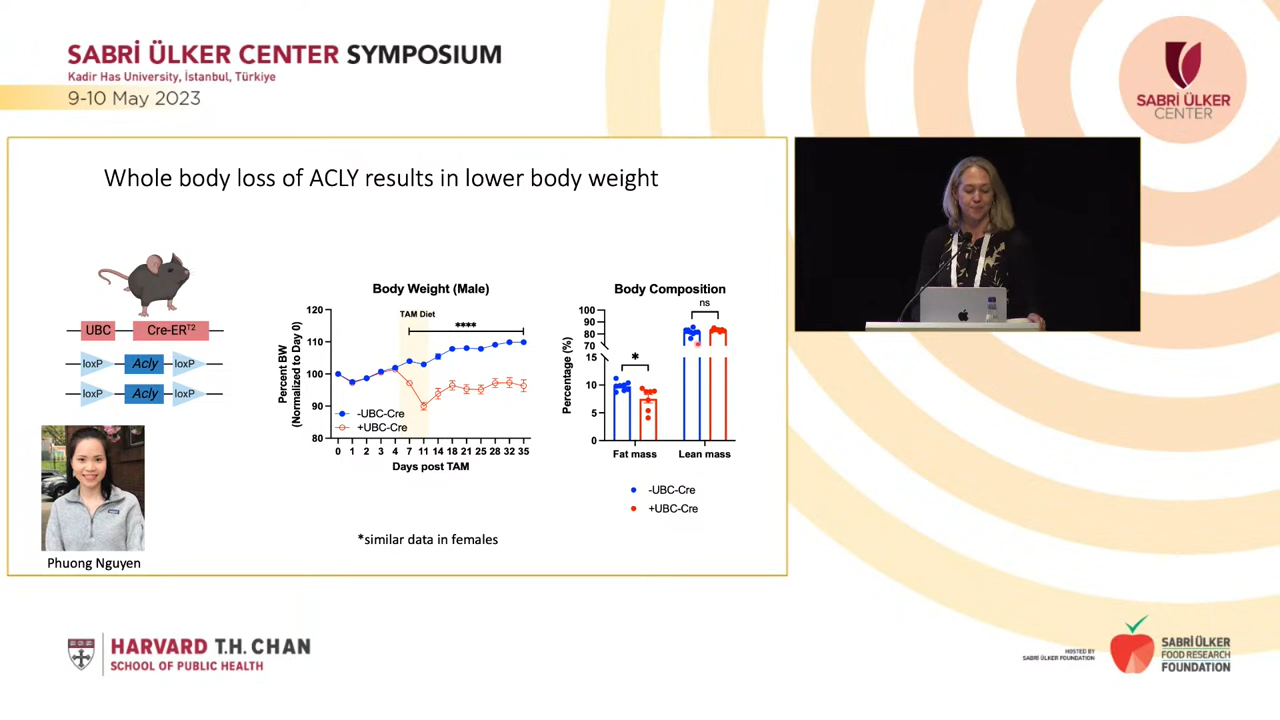 SABRİ ÜLKER CENTER SYMPOSIUM
Kadir Has University, İstanbul, Türkiye
9-10 May 2023
SABRİ ÜLKER
CENTER
Whole body loss of ACLY results in lower body weight
UBC
Cre-ERT2
loxP
Acly
loxP
loxP
Acly
loxP
Phuong Nguyen
Body Weight (Male)
TAM Diet
****
Percent BW
(Normalized to Day 0)
120
110
100
90
80
-UBC-Cre
+UBC-Cre
0 1 2 3 4 7 11 14 18 21 25 28 32 35
Days post TAM
*similar data in females
Body Composition
ns
*
Percentage (%)
100
90
80
70
15
10
5
0
Fat mass
Lean mass
-UBC-Cre
+UBC-Cre
HARVARD T.H. CHAN
SCHOOL OF PUBLIC HEALTH
HOSTED BY
SABRİ ÜLKER FOUNDATION
SABRİ ÜLKER
FOOD RESEARCH
FOUNDATION